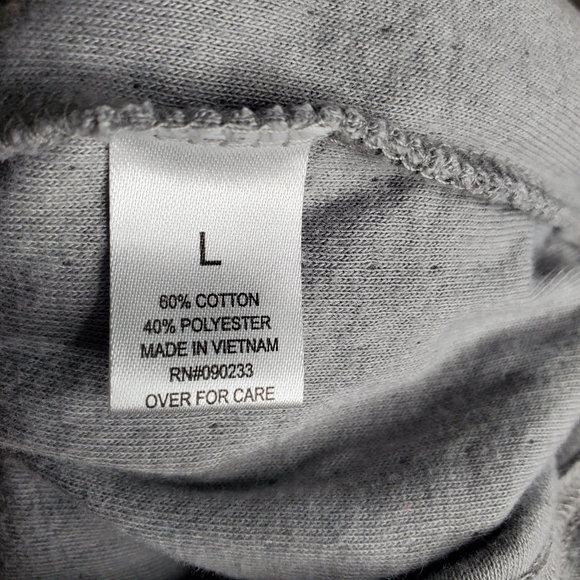 L
60% COTTON
40% POLYESTER
MADE IN VIETNAM
RN#090233
OVER FOR CARE